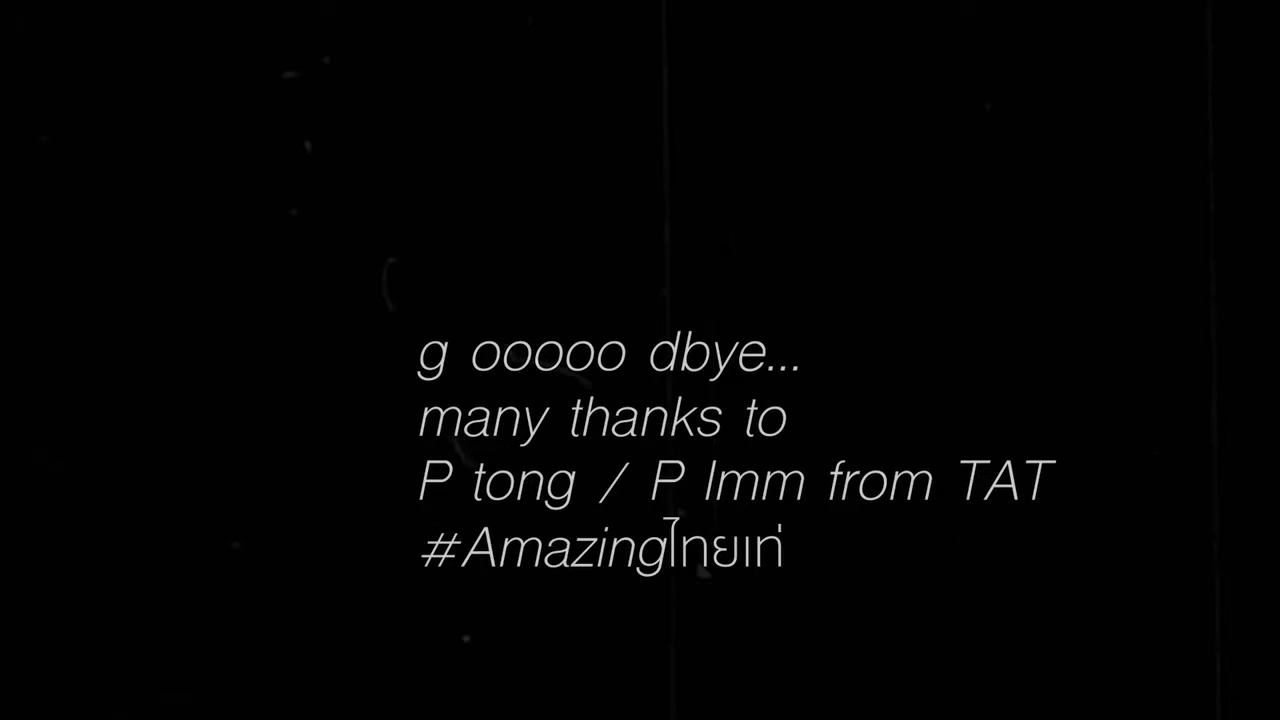 g ooooo dbye...
many thanks to
P tong / P Imm from TAT
#Amazingไทยเท่